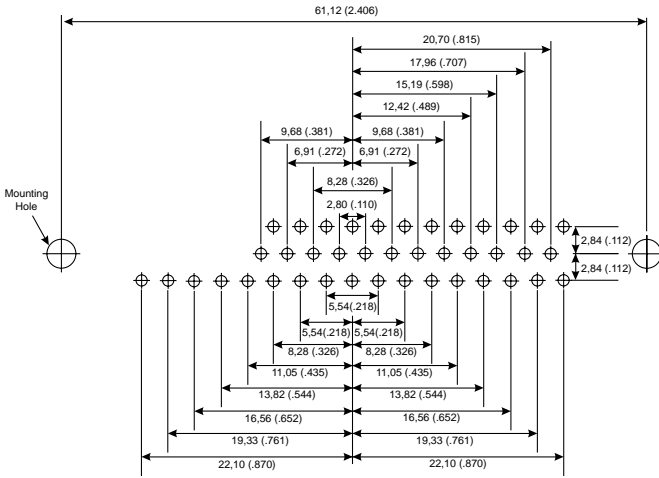 61,12 (2.406)
20,70 (.815)
17,96 (.707)
15,19 (.598)
12,42 (.489)
9,68 (.381) 9,68 (.381)
6,91 (.272) 6,91 (.272)
8,28 (.326)
Mounting
Hole
2,80 (.110)
2,84 (.112)
2,84 (.112)
5,54(.218)
5,54(.218) 5,54(.218)
8,28 (.326) 8,28 (.326)
11,05 (.435) 11,05 (.435)
13,82 (.544) 13,82 (.544)
16,56 (.652) 16,56 (.652)
19,33 (.761) 19,33 (.761)
22,10 (.870) 22,10 (.870)